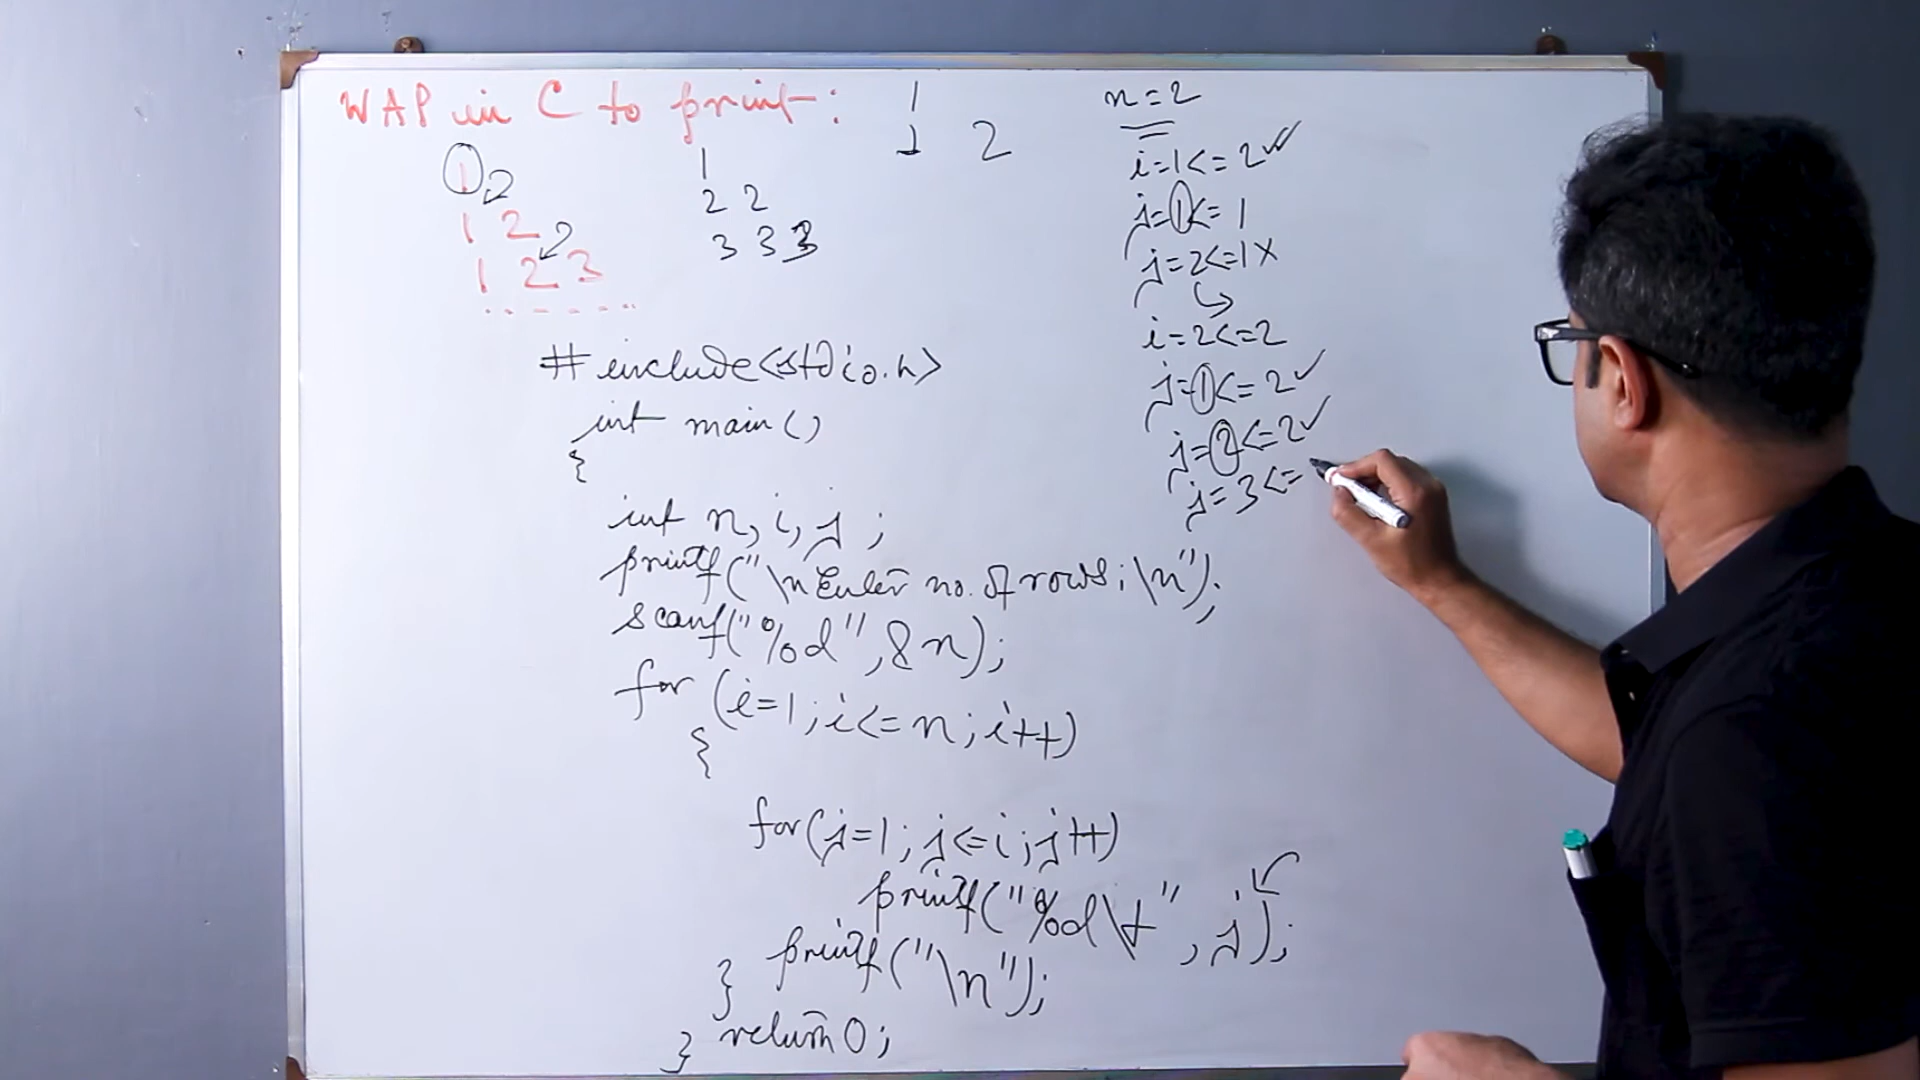 WAP in C to print:
1
1 2
1 2 3
. . . . . . ..
2
2
1
2 2
3 3 3
1
1 2
n=2
i=1<=2✓✓
j=1<=1
j=2<=1×
i=2<=2
j=1<=2✓
j=2<=2✓
j=3<=
#include<stdio.h>
int main()
{
int n, i, j ;
printf("\nEnter no. of rows:\n");
scanf("%d",&n);
for (i=1;i<=n;i++)
{
for(j=1;j<=i;j++)
printf("%d\t",j);
printf("\n");
}
return 0;
}